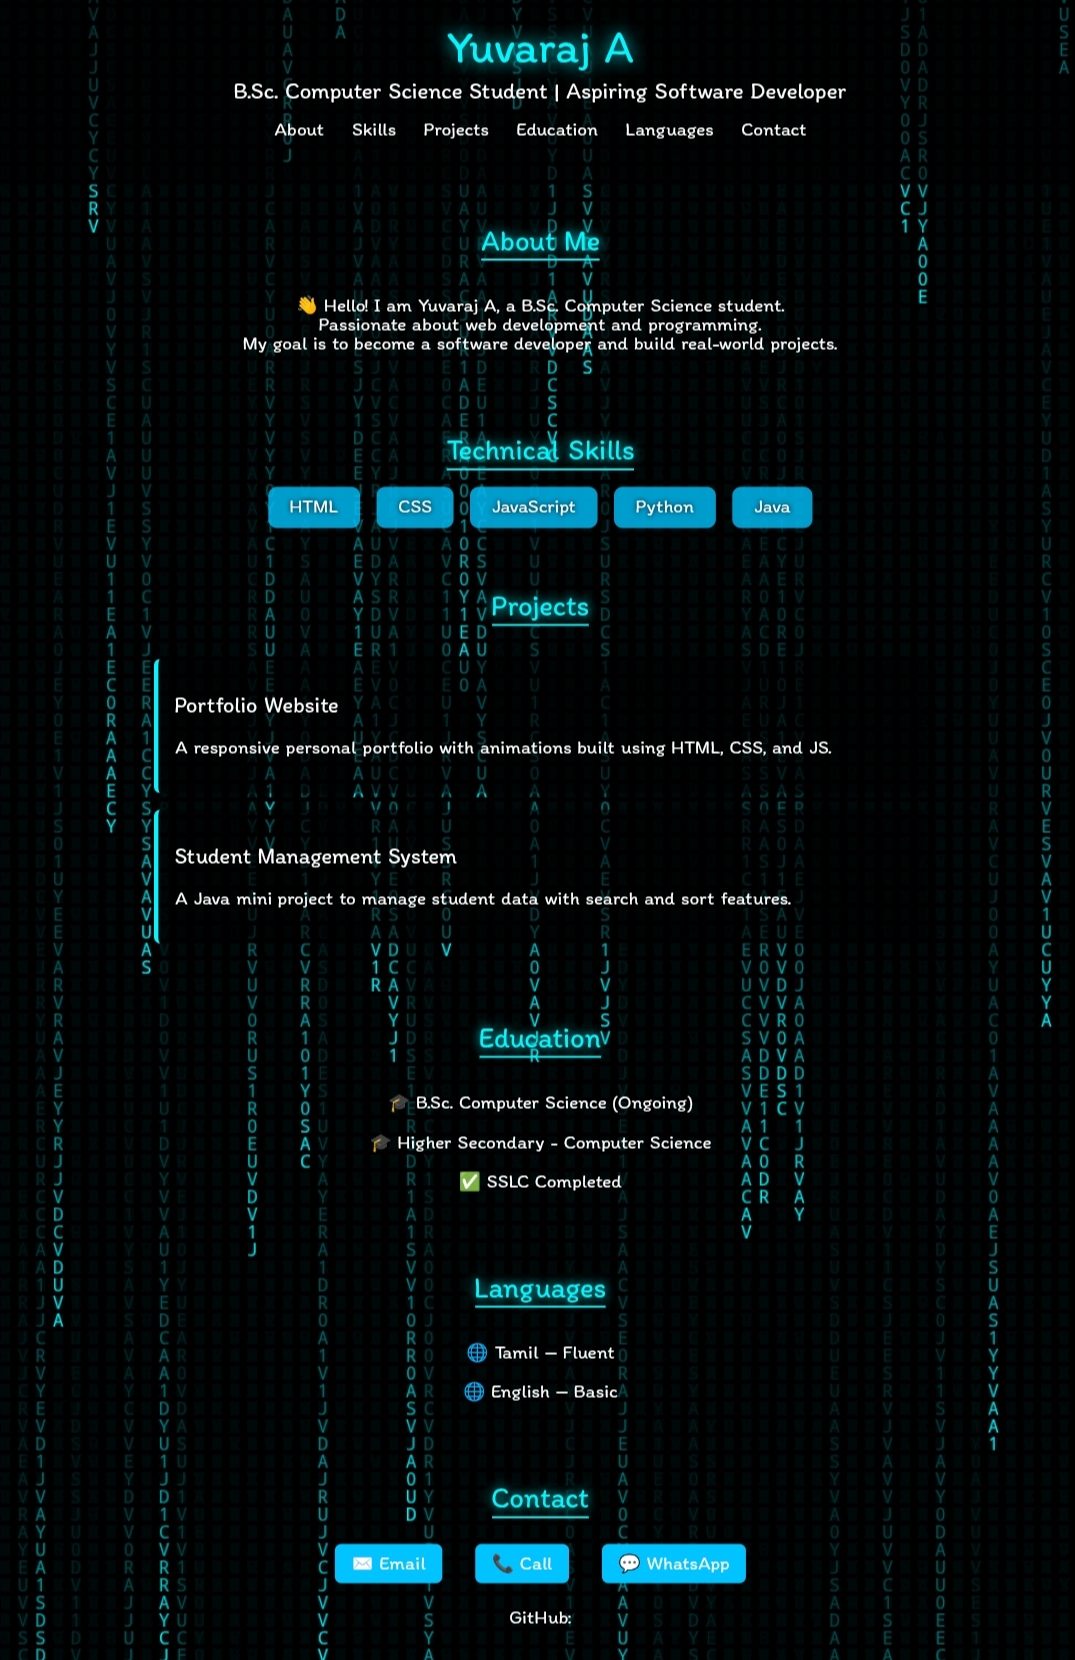 Yuvaraj A
B.Sc. Computer Science Student | Aspiring Software Developer
About Skills Projects Education Languages Contact
About Me
👋 Hello! I am Yuvaraj A, a B.Sc. Computer Science student.
Passionate about web development and programming.
My goal is to become a software developer and build real-world projects.
Technical Skills
HTML CSS JavaScript Python Java
Projects
Portfolio Website
A responsive personal portfolio with animations built using HTML, CSS, and JS.
Student Management System
A Java mini project to manage student data with search and sort features.
Education
🎓 B.Sc. Computer Science (Ongoing)
🎓 Higher Secondary - Computer Science
✅ SSLC Completed
Languages
🌐 Tamil – Fluent
🌐 English – Basic
Contact
✉️ Email 📞 Call 💬 WhatsApp
GitHub: